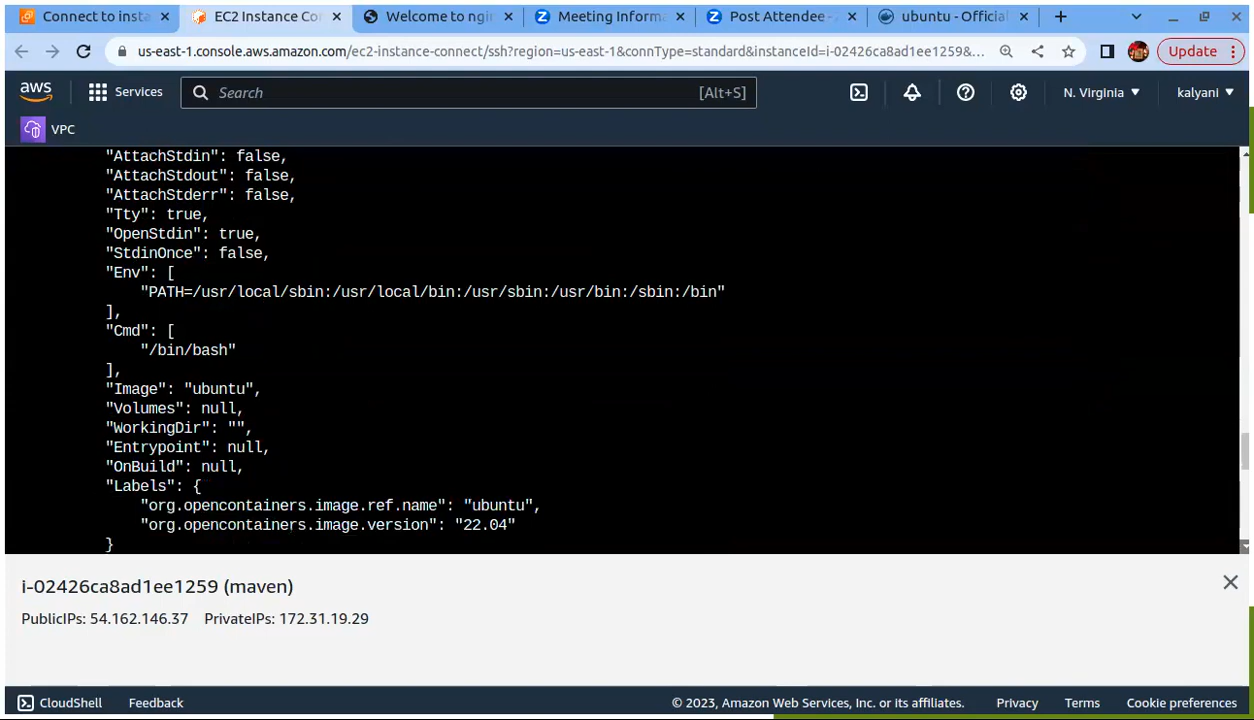 Connect to insta
EC2 Instance Co
Welcome to ngi
Meeting Informa
Post Attendee -
ubuntu - Official
us-east-1.console.aws.amazon.com/ec2-instance-connect/ssh?region=us-east-1&connType=standard&instanceId=i-02426ca8ad1ee1259&...
Update
aws
Services
Search
[Alt+S]
N. Virginia
kalyani
VPC
"AttachStdin": false,
"AttachStdout": false,
"AttachStderr": false,
"Tty": true,
"OpenStdin": true,
"StdinOnce": false,
"Env": [
"PATH=/usr/local/sbin:/usr/local/bin:/usr/sbin:/usr/bin:/sbin:/bin"
],
"Cmd": [
"/bin/bash"
],
"Image": "ubuntu",
"Volumes": null,
"WorkingDir": "",
"Entrypoint": null,
"OnBuild": null,
"Labels": {
"org.opencontainers.image.ref.name": "ubuntu",
"org.opencontainers.image.version": "22.04"
}
i-02426ca8ad1ee1259 (maven)
PublicIPs: 54.162.146.37 PrivateIPs: 172.31.19.29
CloudShell
Feedback
© 2023, Amazon Web Services, Inc. or its affiliates.
Privacy
Terms
Cookie preferences